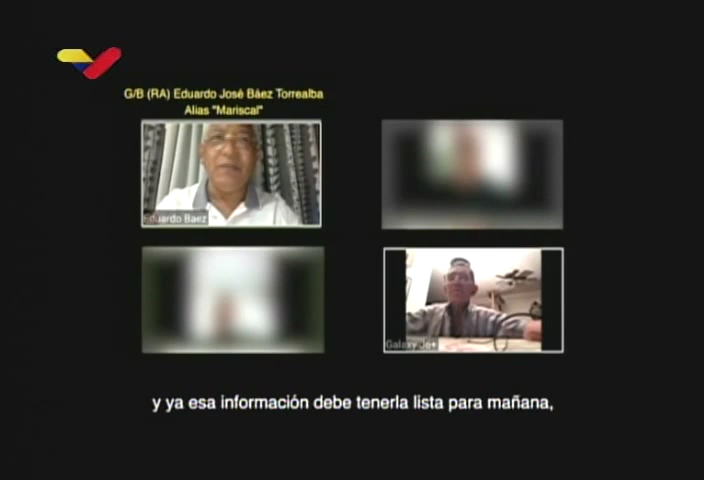 G/B (RA) Eduardo José Báez Torrealba
Alias "Mariscal"
Eduardo Baez
Galaxy J6+
y ya esa información debe tenerla lista para mañana,